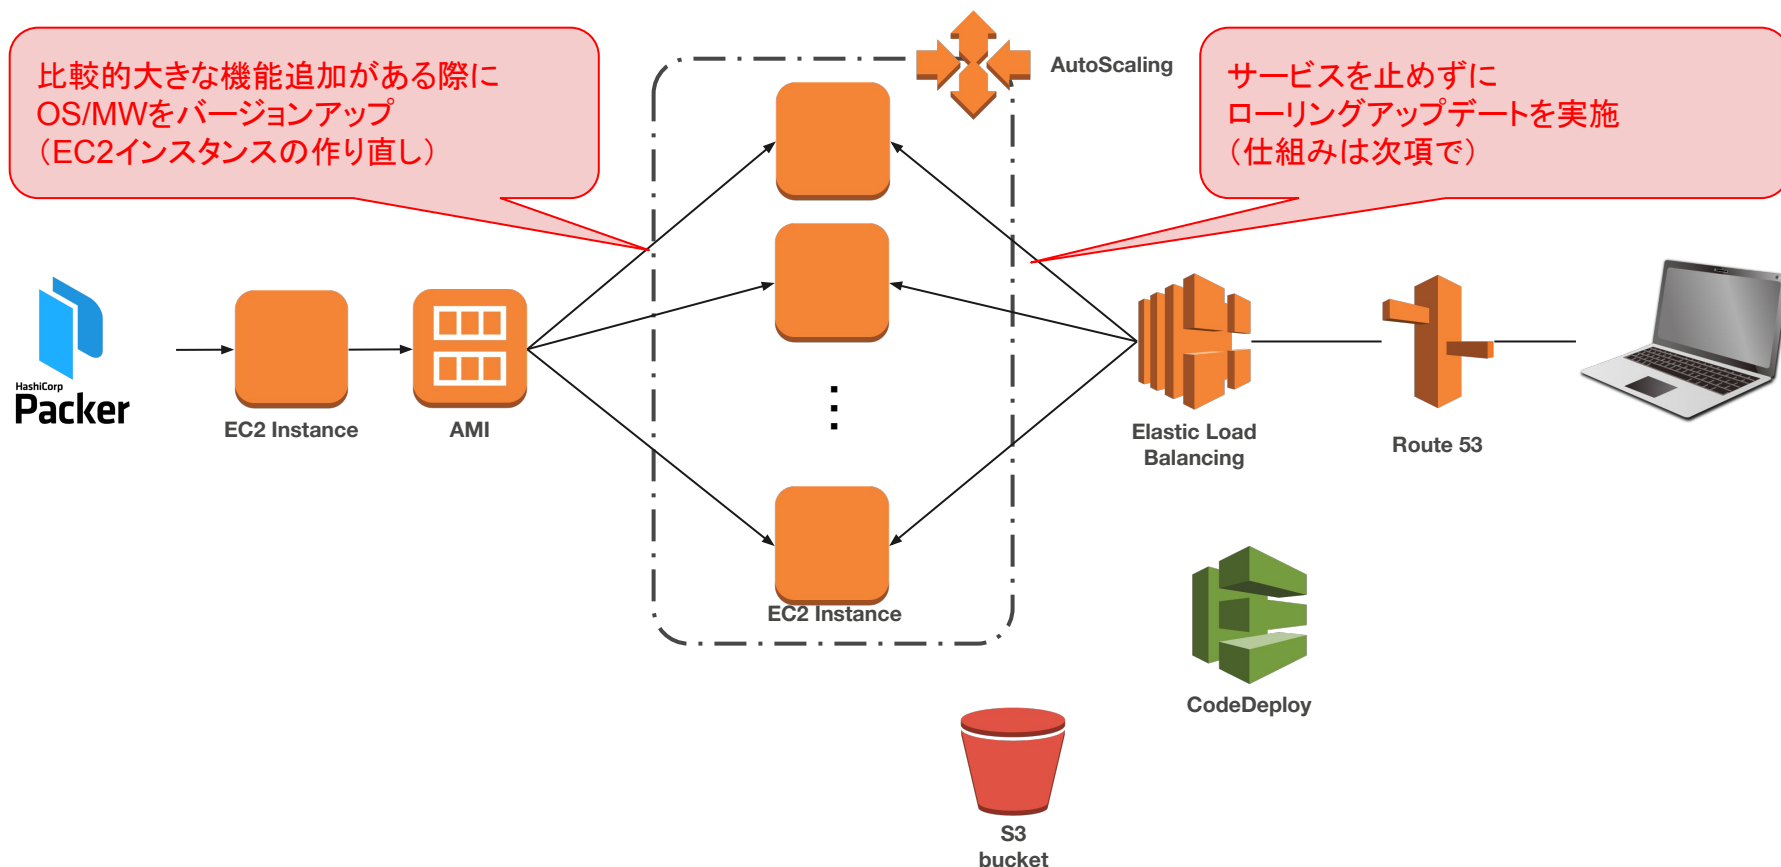 比較的大きな機能追加がある際に
OS/MWをバージョンアップ
（EC2インスタンスの作り直し）
AutoScaling
サービスを止めずに
ローリングアップデートを実施
（仕組みは次項で）
HashiCorp
Packer
EC2 Instance
AMI
Elastic Load
Balancing
Route 53
EC2 Instance
CodeDeploy
S3
bucket